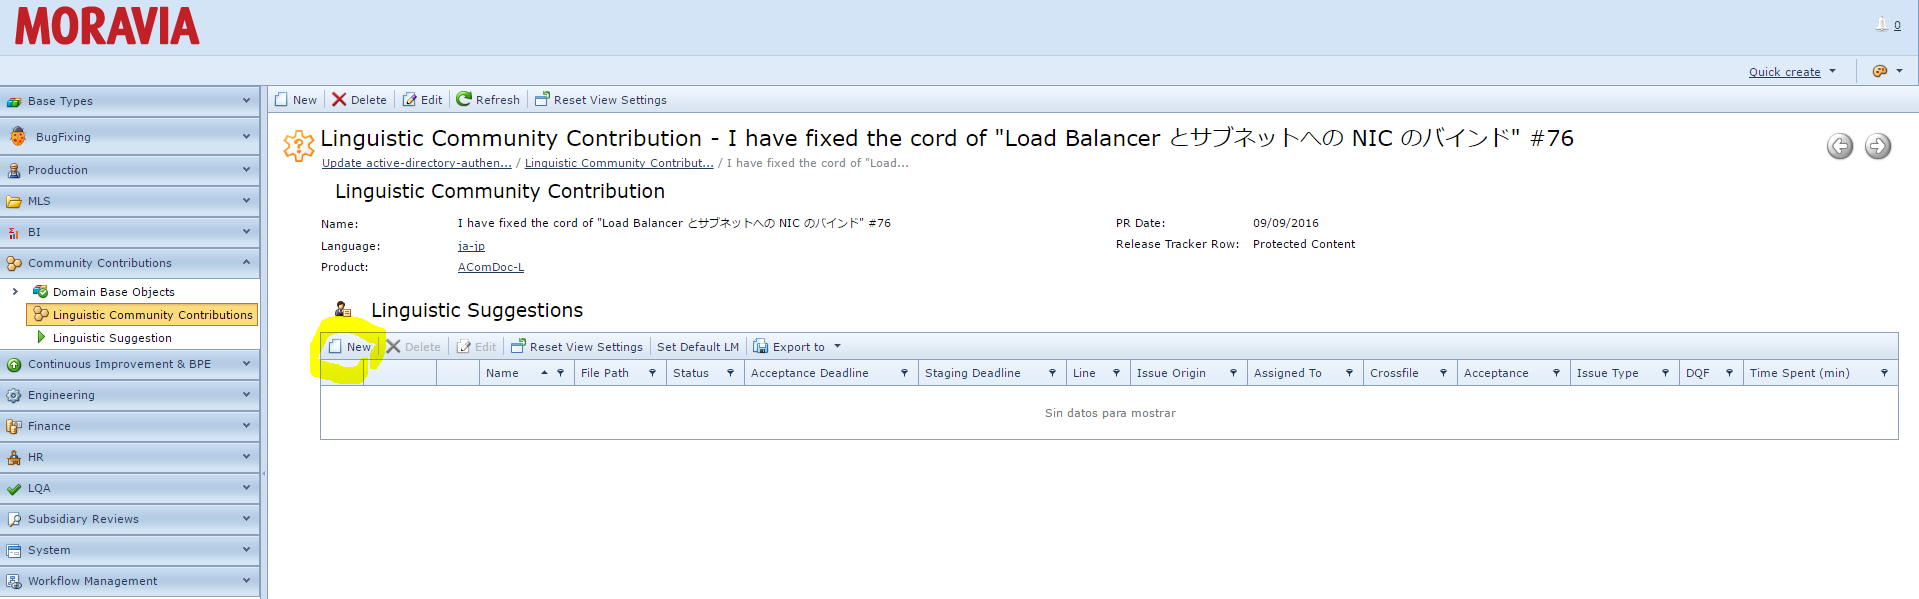 MORAVIA
0
Quick create
Base Types
BugFixing
Production
MLS
BI
Community Contributions
Domain Base Objects
Linguistic Community Contributions
Linguistic Suggestion
Continuous Improvement & BPE
Engineering
Finance
HR
LQA
Subsidiary Reviews
System
Workflow Management
New Delete Edit Refresh Reset View Settings
Linguistic Community Contribution - I have fixed the cord of "Load Balancer とサブネットへの NIC のバインド" #76
Update active-directory-authen... / Linguistic Community Contribut... / I have fixed the cord of "Load...
Linguistic Community Contribution
Name: I have fixed the cord of "Load Balancer とサブネットへの NIC のバインド" #76
Language: ja-jp
Product: AComDoc-L
PR Date: 09/09/2016
Release Tracker Row: Protected Content
Linguistic Suggestions
New Delete Edit Reset View Settings Set Default LM Export to
Name File Path Status Acceptance Deadline Staging Deadline Line Issue Origin Assigned To Crossfile Acceptance Issue Type DQF Time Spent (min)
Sin datos para mostrar